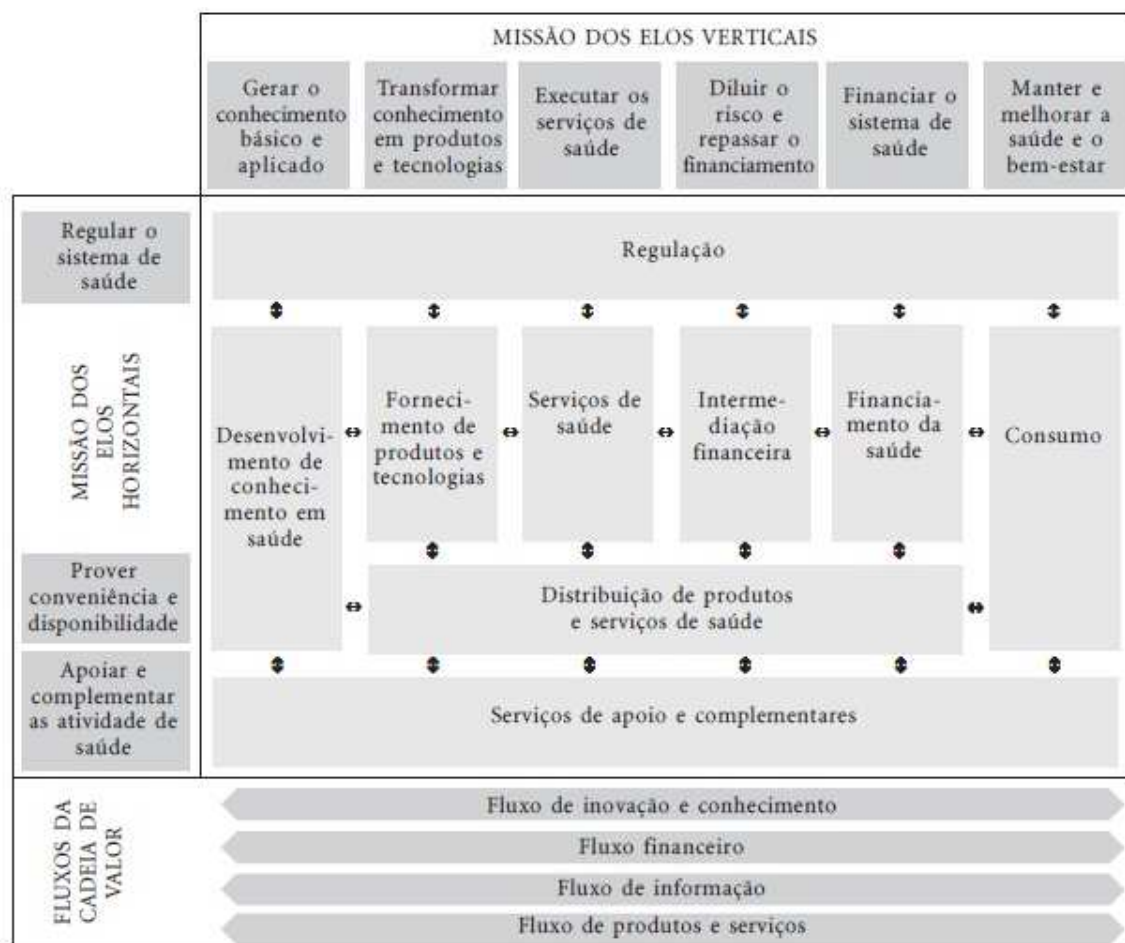 MISSÃO DOS ELOS VERTICAIS
Gerar o
conhecimento
básico e
aplicado
Transformar
conhecimento
em produtos
e tecnologias
Executar os
serviços de
saúde
Diluir o
risco e
repassar o
financiamento
Financiar o
sistema de
saúde
Manter e
melhorar a
saúde e o
bem-estar
MISSÃO DOS
ELOS
HORIZONTAIS
Regular o
sistema de
saúde
Regulação
Desenvolvi-
mento de
conheci-
mento em
saúde
Forneci-
mento de
produtos e
tecnologias
Serviços de
saúde
Interme-
diação
financeira
Financia-
mento da
saúde
Consumo
Prover
conveniência e
disponibilidade
Distribuição de produtos
e serviços de saúde
Apoiar e
complementar
as atividade de
saúde
Serviços de apoio e complementares
FLUXOS DA
CADEIA DE
VALOR
Fluxo de inovação e conhecimento
Fluxo financeiro
Fluxo de informação
Fluxo de produtos e serviços